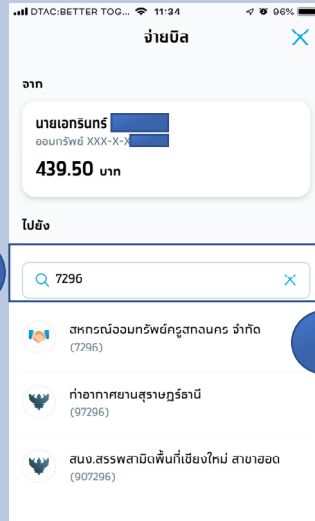 DTAC:BETTER TOG... 11:34 96%
จ่ายบิล
จาก
นายเอกรินทร์
ออมทรัพย์ XXX-X-X
439.50 บาท
ไปยัง
7296
สหกรณ์ออมทรัพย์ครูสกลนคร จำกัด
(7296)
ท่าอากาศยานสุราษฎร์ธานี
(97296)
สนง.สรรพสามิตพื้นที่เชียงใหม่ สาขาฮอด
(907296)